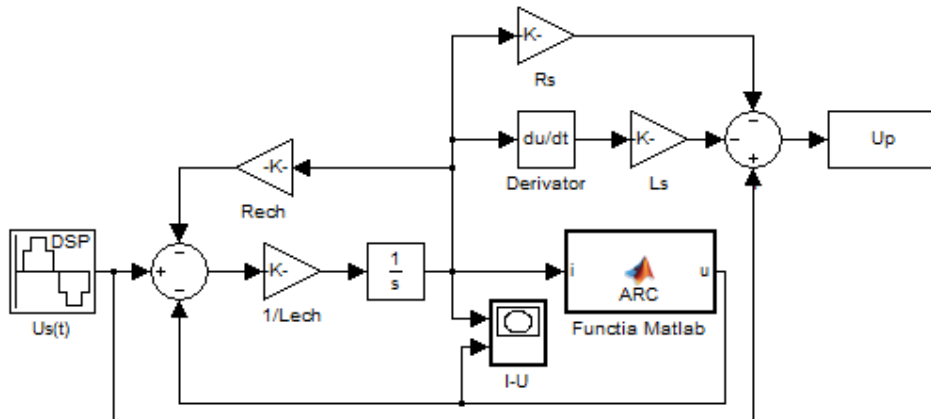 -K-
Rs
du/dt
Derivator
K-
Ls
Up
-K-
Rech
DSP
Us(t)
K-
1/Lech
1
s
i
ARC
u
Functia Matlab
I-U